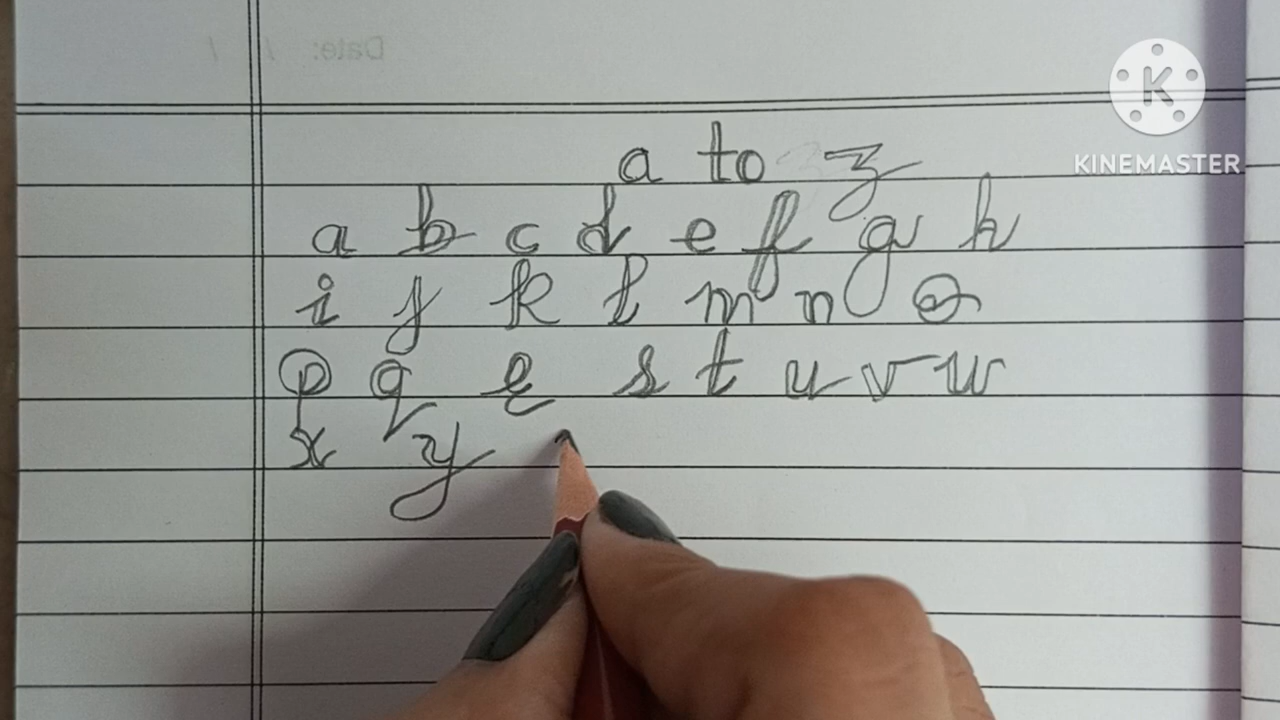 Date: / /
KINEMASTER
a to z
a b c d e f g h
i j k l m n o
p q r s t u v w
x y